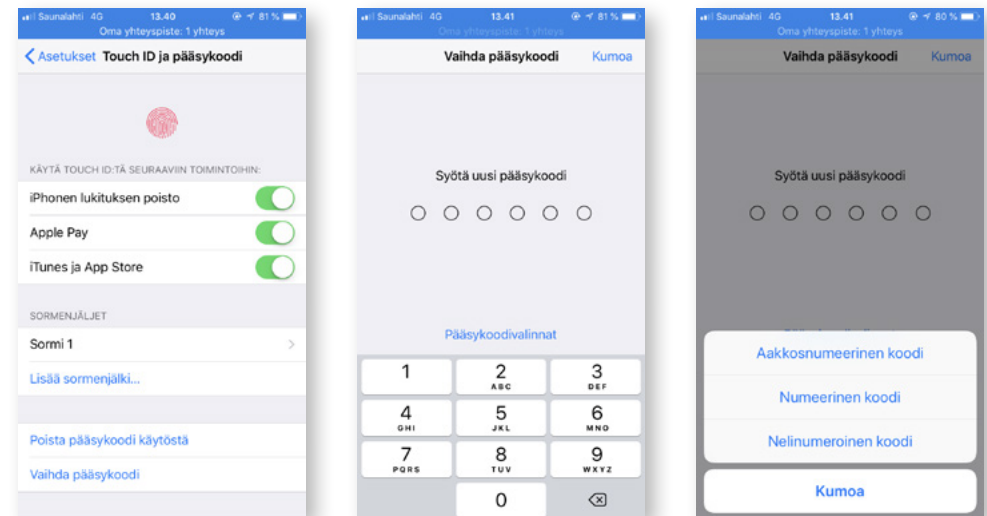 Saunalahti 4G 13.40 81 %
Oma yhteyspiste: 1 yhteys
Asetukset Touch ID ja pääsykoodi
KÄYTÄ TOUCH ID:TÄ SEURAAVIIN TOIMINTOIHIN:
iPhonen lukituksen poisto
Apple Pay
iTunes ja App Store
SORMENJÄLJET
Sormi 1
Lisää sormenjälki...
Poista pääsykoodi käytöstä
Vaihda pääsykoodi
Saunalahti 4G 13.41 81 %
Oma yhteyspiste: 1 yhteys
Vaihda pääsykoodi Kumoa
Syötä uusi pääsykoodi
Pääsykoodivalinnat
1 2 3
ABC DEF
4 5 6
GHI JKL MNO
7 8 9
PQRS TUV WXYZ
0
Saunalahti 4G 13.41 80 %
Oma yhteyspiste: 1 yhteys
Vaihda pääsykoodi Kumoa
Syötä uusi pääsykoodi
Aakkosnumeerinen koodi
Numeerinen koodi
Nelinumeroinen koodi
Kumoa